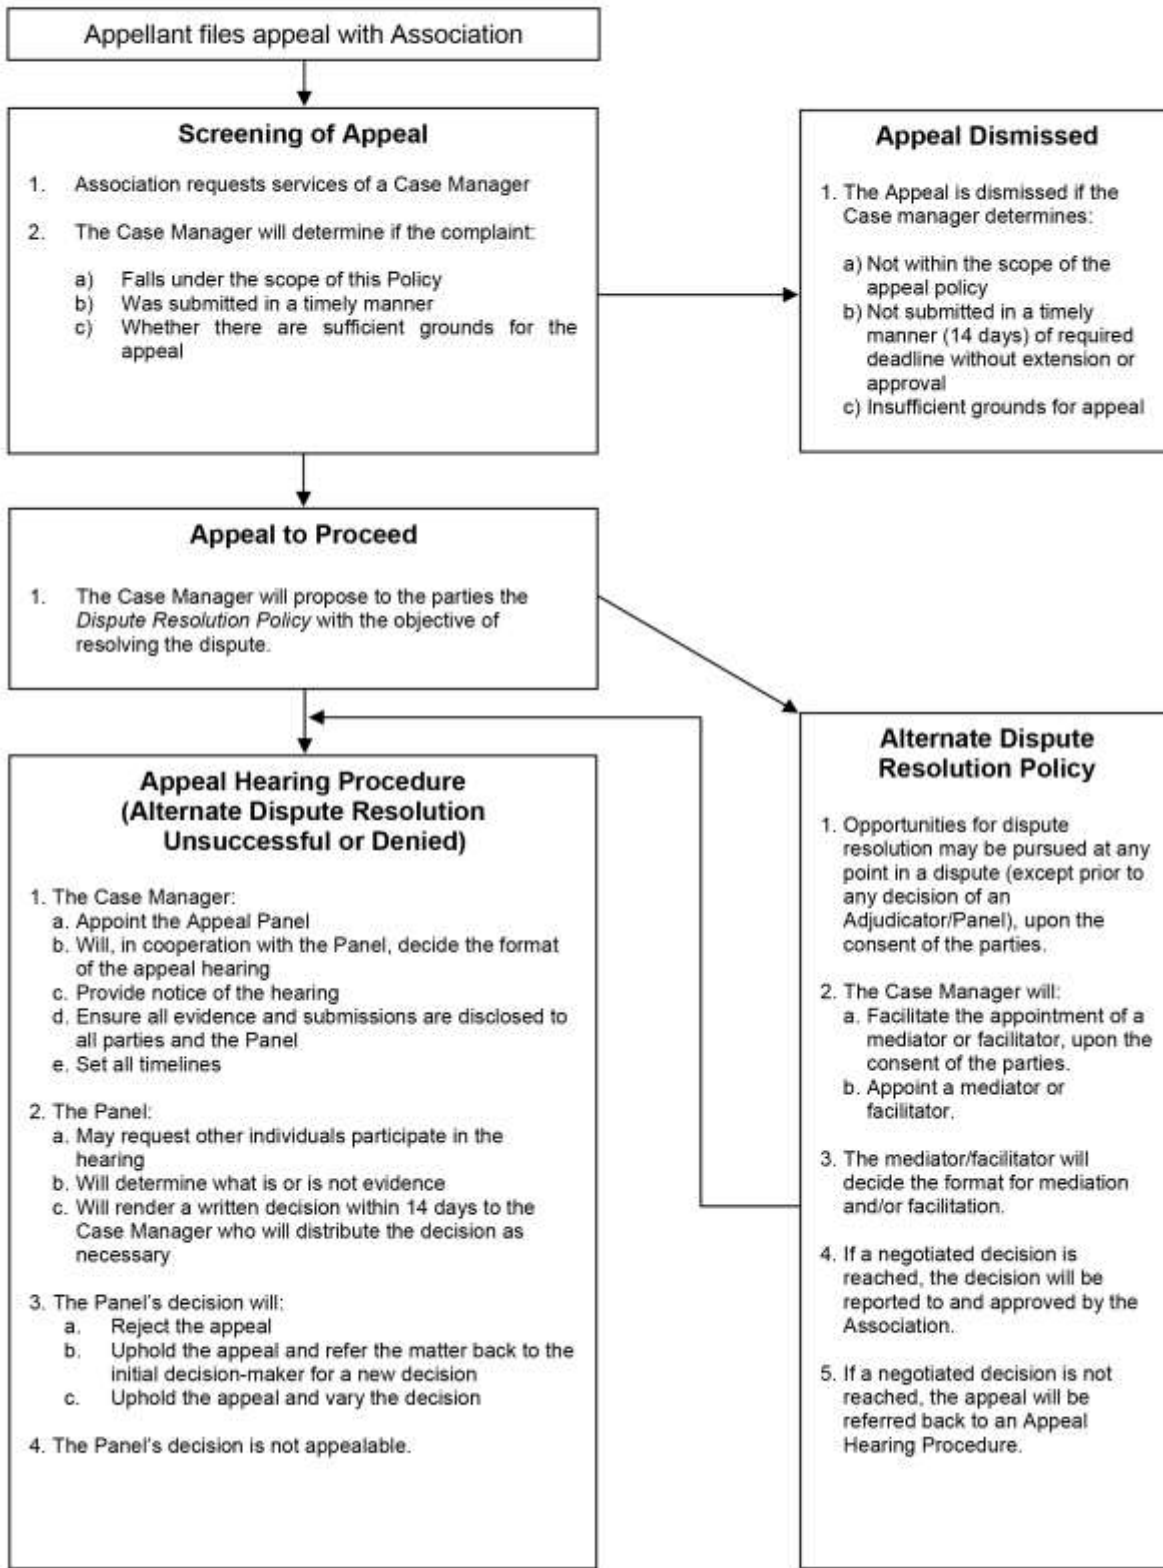 Appellant files appeal with Association
Screening of Appeal
1. Association requests services of a Case Manager
2. The Case Manager will determine if the complaint:
a) Falls under the scope of this Policy
b) Was submitted in a timely manner
c) Whether there are sufficient grounds for the
appeal
Appeal Dismissed
1. The Appeal is dismissed if the
Case manager determines:
a) Not within the scope of the
appeal policy
b) Not submitted in a timely
manner (14 days) of required
deadline without extension or
approval
c) Insufficient grounds for appeal
Appeal to Proceed
1. The Case Manager will propose to the parties the
Dispute Resolution Policy with the objective of
resolving the dispute.
Appeal Hearing Procedure
(Alternate Dispute Resolution
Unsuccessful or Denied)
1. The Case Manager:
a. Appoint the Appeal Panel
b. Will, in cooperation with the Panel, decide the format
of the appeal hearing
c. Provide notice of the hearing
d. Ensure all evidence and submissions are disclosed to
all parties and the Panel
e. Set all timelines
2. The Panel:
a. May request other individuals participate in the
hearing
b. Will determine what is or is not evidence
c. Will render a written decision within 14 days to the
Case Manager who will distribute the decision as
necessary
3. The Panel's decision will:
a. Reject the appeal
b. Uphold the appeal and refer the matter back to the
initial decision-maker for a new decision
c. Uphold the appeal and vary the decision
4. The Panel's decision is not appealable.
Alternate Dispute
Resolution Policy
1. Opportunities for dispute
resolution may be pursued at any
point in a dispute (except prior to
any decision of an
Adjudicator/Panel), upon the
consent of the parties.
2. The Case Manager will:
a. Facilitate the appointment of a
mediator or facilitator, upon the
consent of the parties.
b. Appoint a mediator or
facilitator.
3. The mediator/facilitator will
decide the format for mediation
and/or facilitation.
4. If a negotiated decision is
reached, the decision will be
reported to and approved by the
Association.
5. If a negotiated decision is not
reached, the appeal will be
referred back to an Appeal
Hearing Procedure.